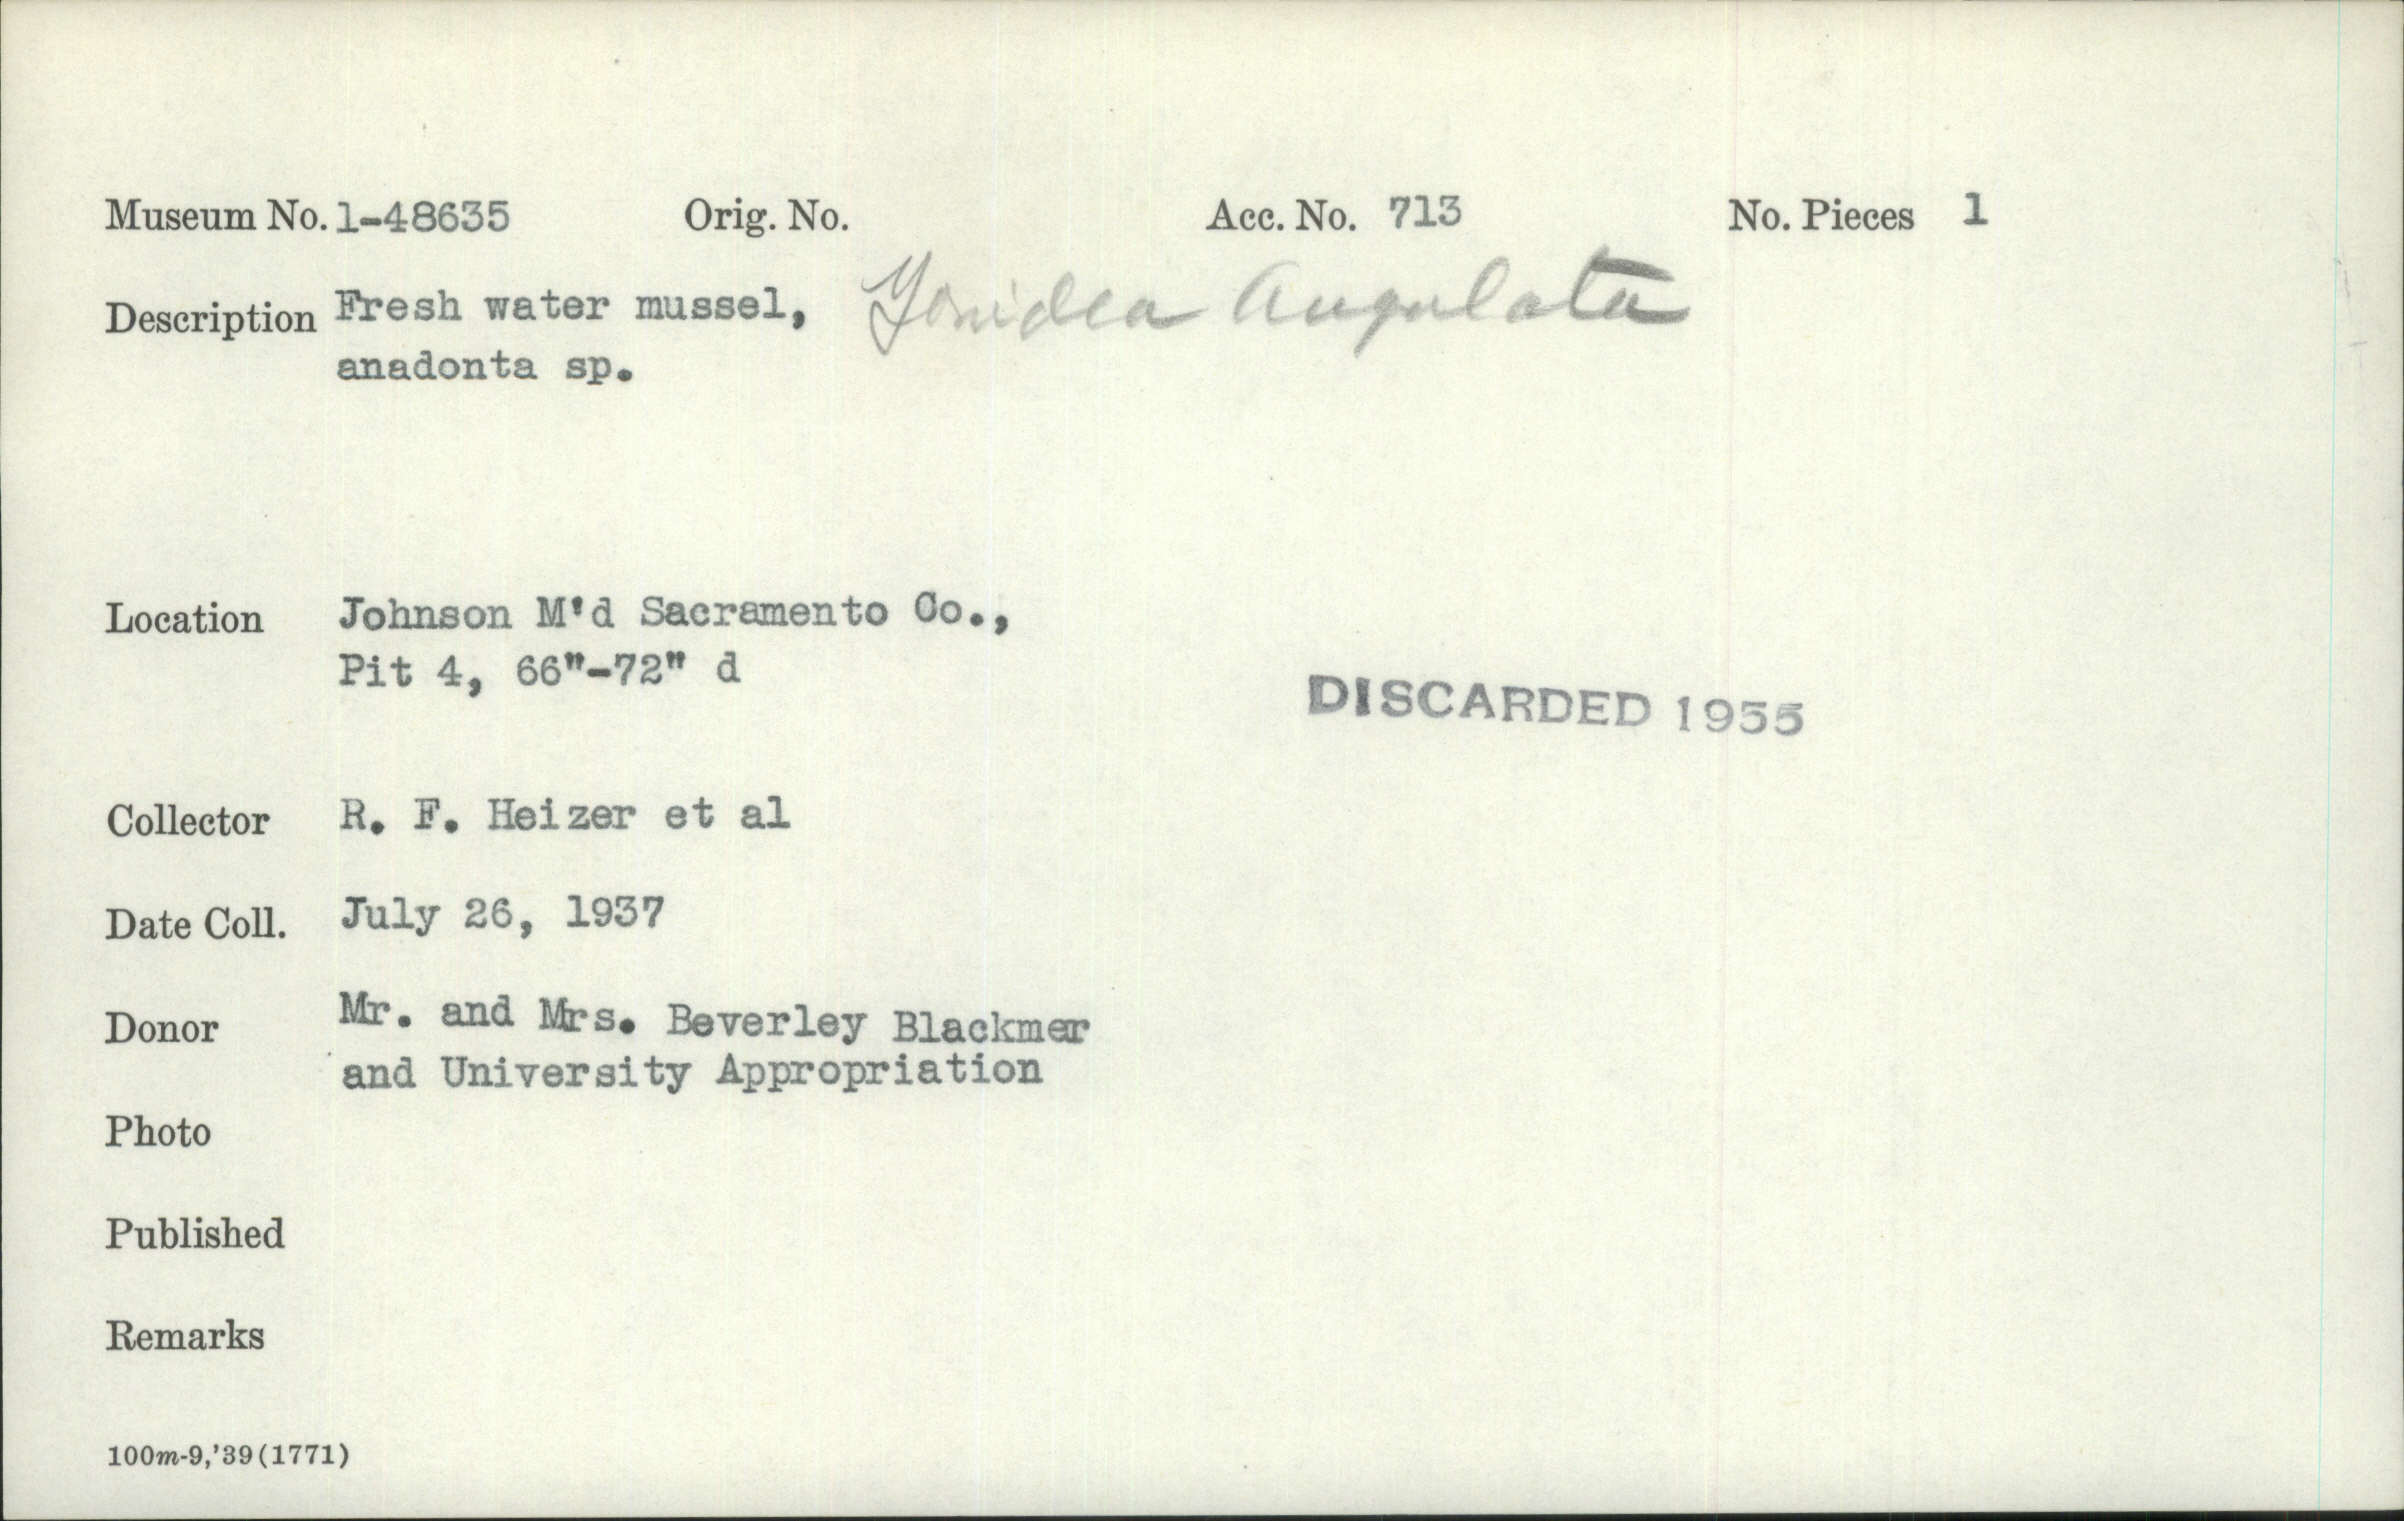 Museum No. 1-48635 Orig. No. Acc. No. 713 No. Pieces 1
Description Fresh water mussel, Gonidea Angulata
anadonta sp.
Location Johnson M'd Sacramento Co.,
Pit 4, 66"-72" d
DISCARDED 1955
Collector R. F. Heizer et al
Date Coll. July 26, 1937
Donor Mr. and Mrs. Beverley Blackmer
and University Appropriation
Photo
Published
Remarks
100m-9,'39(1771)